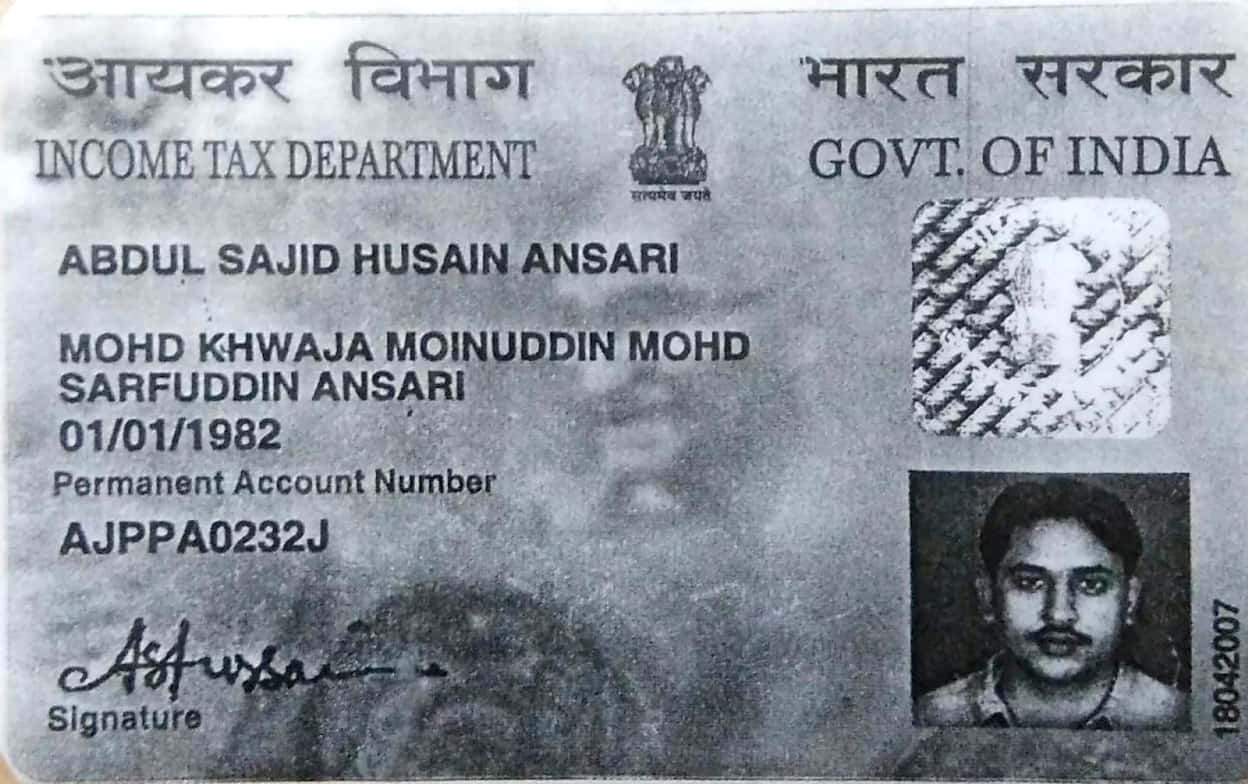 आयकर विभाग भारत सरकार
INCOME TAX DEPARTMENT GOVT. OF INDIA
सत्यमेव जयते
ABDUL SAJID HUSAIN ANSARI
MOHD KHWAJA MOINUDDIN MOHD
SARFUDDIN ANSARI
01/01/1982
Permanent Account Number
AJPPA0232J
AsHussain
Signature
18042007